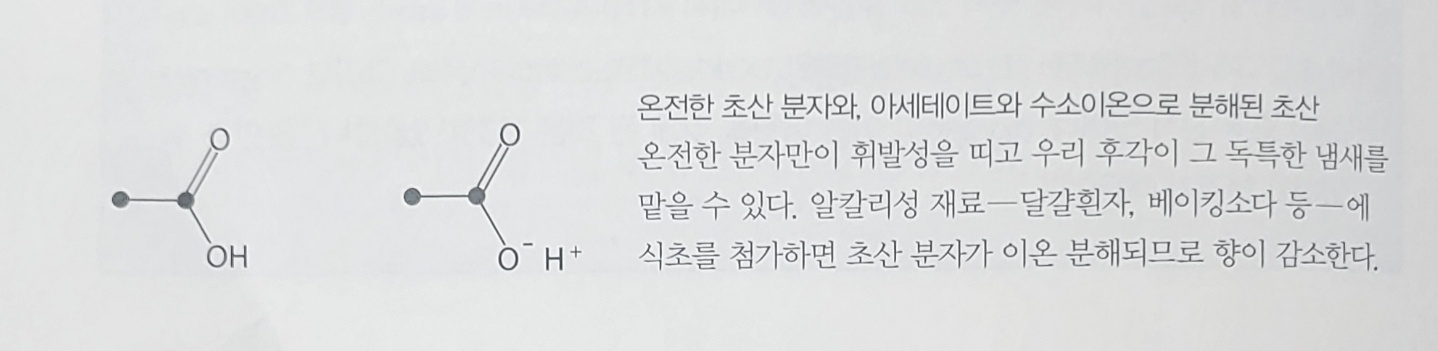 온전한 초산 분자와, 아세테이트와 수소이온으로 분해된 초산
온전한 분자만이 휘발성을 띠고 우리 후각이 그 독특한 냄새를
맡을 수 있다. 알칼리성 재료—달걀흰자, 베이킹소다 등—에
식초를 첨가하면 초산 분자가 이온 분해되므로 향이 감소한다.
O
OH
O
O⁻ H⁺